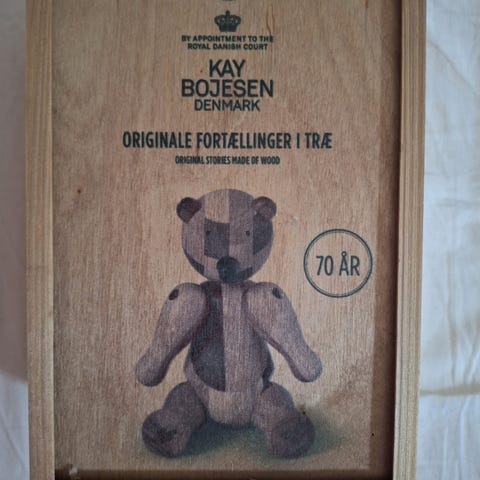 BY APPOINTMENT TO THE
ROYAL DANISH COURT
KAY
BOJESEN
DENMARK
ORIGINALE FORTÆLLINGER I TRÆ
ORIGINAL STORIES MADE OF WOOD
70 ÅR